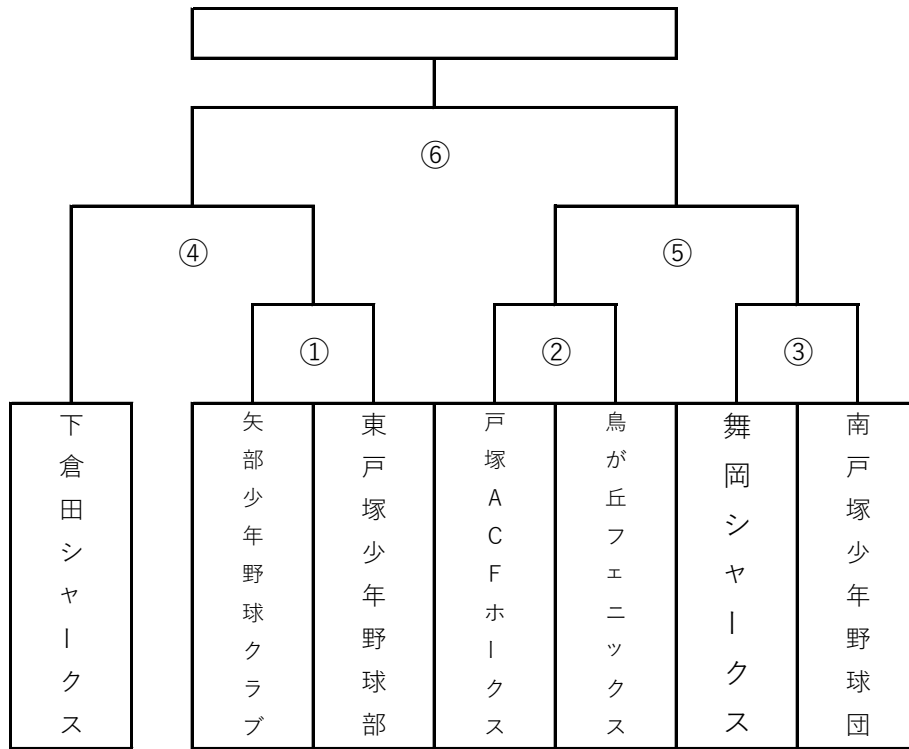 ⑥
④
⑤
①
②
③
下倉田シャークス
矢部少年野球クラブ
東戸塚少年野球部
戸塚ACFホークス
鳥が丘フェニックス
舞岡シャークス
南戸塚少年野球団